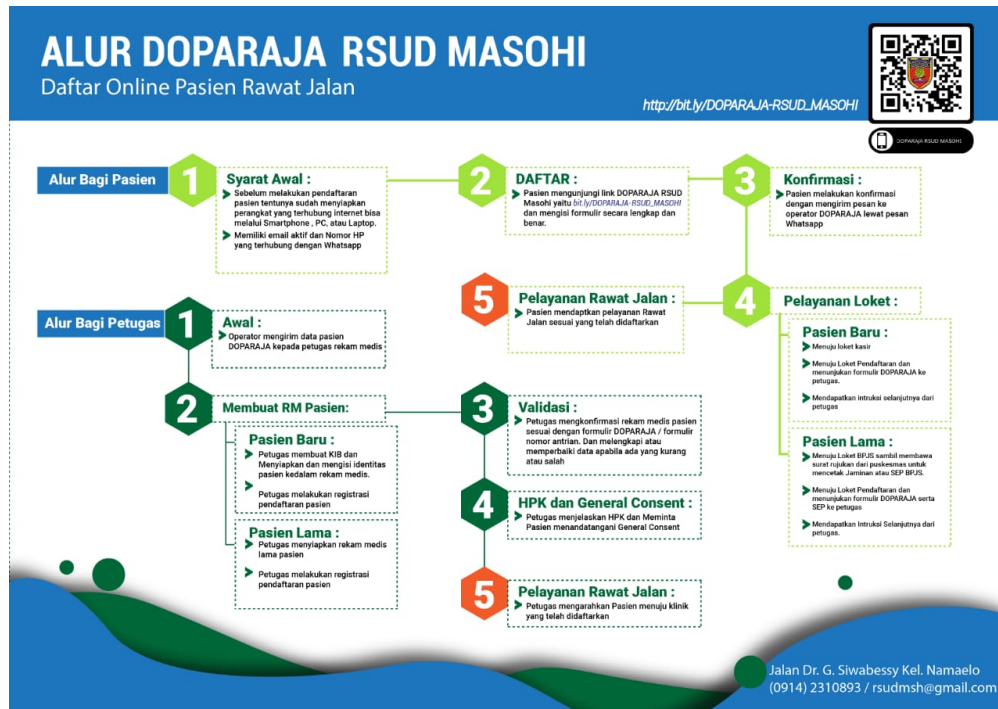 ALUR DOPARAJA RSUD MASOHI
Daftar Online Pasien Rawat Jalan
http://bit.ly/DOPARAJA-RSUD_MASOHI
DOPARAJA RSUD MASOHI
Alur Bagi Pasien
1
Syarat Awal :
Sebelum melakukan pendaftaran
pasien tentunya sudah menyiapkan
perangkat yang terhubung internet bisa
melalui Smartphone , PC, atau Laptop.
Memiliki email aktif dan Nomor HP
yang terhubung dengan Whatsapp
2
DAFTAR :
Pasien mengunjungi link DOPARAJA RSUD
Masohi yaitu bit.ly/DOPARAJA-RSUD_MASOHI
dan mengisi formulir secara lengkap dan
benar.
3
Konfirmasi :
Pasien melakukan konfirmasi
dengan mengirim pesan ke
operator DOPARAJA lewat pesan
Whatsapp
4
Pelayanan Loket :
Pasien Baru :
Menuju loket kasir
Menuju Loket Pendaftaran dan
menunjukan formulir DOPARAJA ke
petugas.
Mendapatkan intruksi selanjutnya dari
petugas
Pasien Lama :
Menuju Loket BPJS sambil membawa
surat rujukan dari puskesmas untuk
mencetak Jaminan atau SEP BPJS.
Menuju Loket Pendaftaran dan
menunjukan formulir DOPARAJA serta
SEP ke petugas
Mendapatkan Intruksi Selanjutnya dari
petugas.
5
Pelayanan Rawat Jalan :
Pasien mendaptkan pelayanan Rawat
Jalan sesuai yang telah didaftarkan
Alur Bagi Petugas
1
Awal :
Operator mengirim data pasien
DOPARAJA kepada petugas rekam medis
2
Membuat RM Pasien:
Pasien Baru :
Petugas membuat KIB dan
Menyiapkan dan mengisi identitas
pasien kedalam rekam medis.
Petugas melakukan registrasi
pendaftaran pasien
Pasien Lama :
Petugas menyiapkan rekam medis
lama pasien
Petugas melakukan registrasi
pendaftaran pasien
3
Validasi :
Petugas mengkonfirmasi rekam medis pasien
sesuai dengan formulir DOPARAJA / formulir
nomor antrian. Dan melengkapi atau
memperbaiki data apabila ada yang kurang
atau salah
4
HPK dan General Consent :
Petugas menjelaskan HPK dan Meminta
Pasien menandatangani General Consent
5
Pelayanan Rawat Jalan :
Petugas mengarahkan Pasien menuju klinik
yang telah didaftarkan
Jalan Dr. G. Siwabessy Kel. Namaelo
(0914) 2310893 / rsudmsh@gmail.com